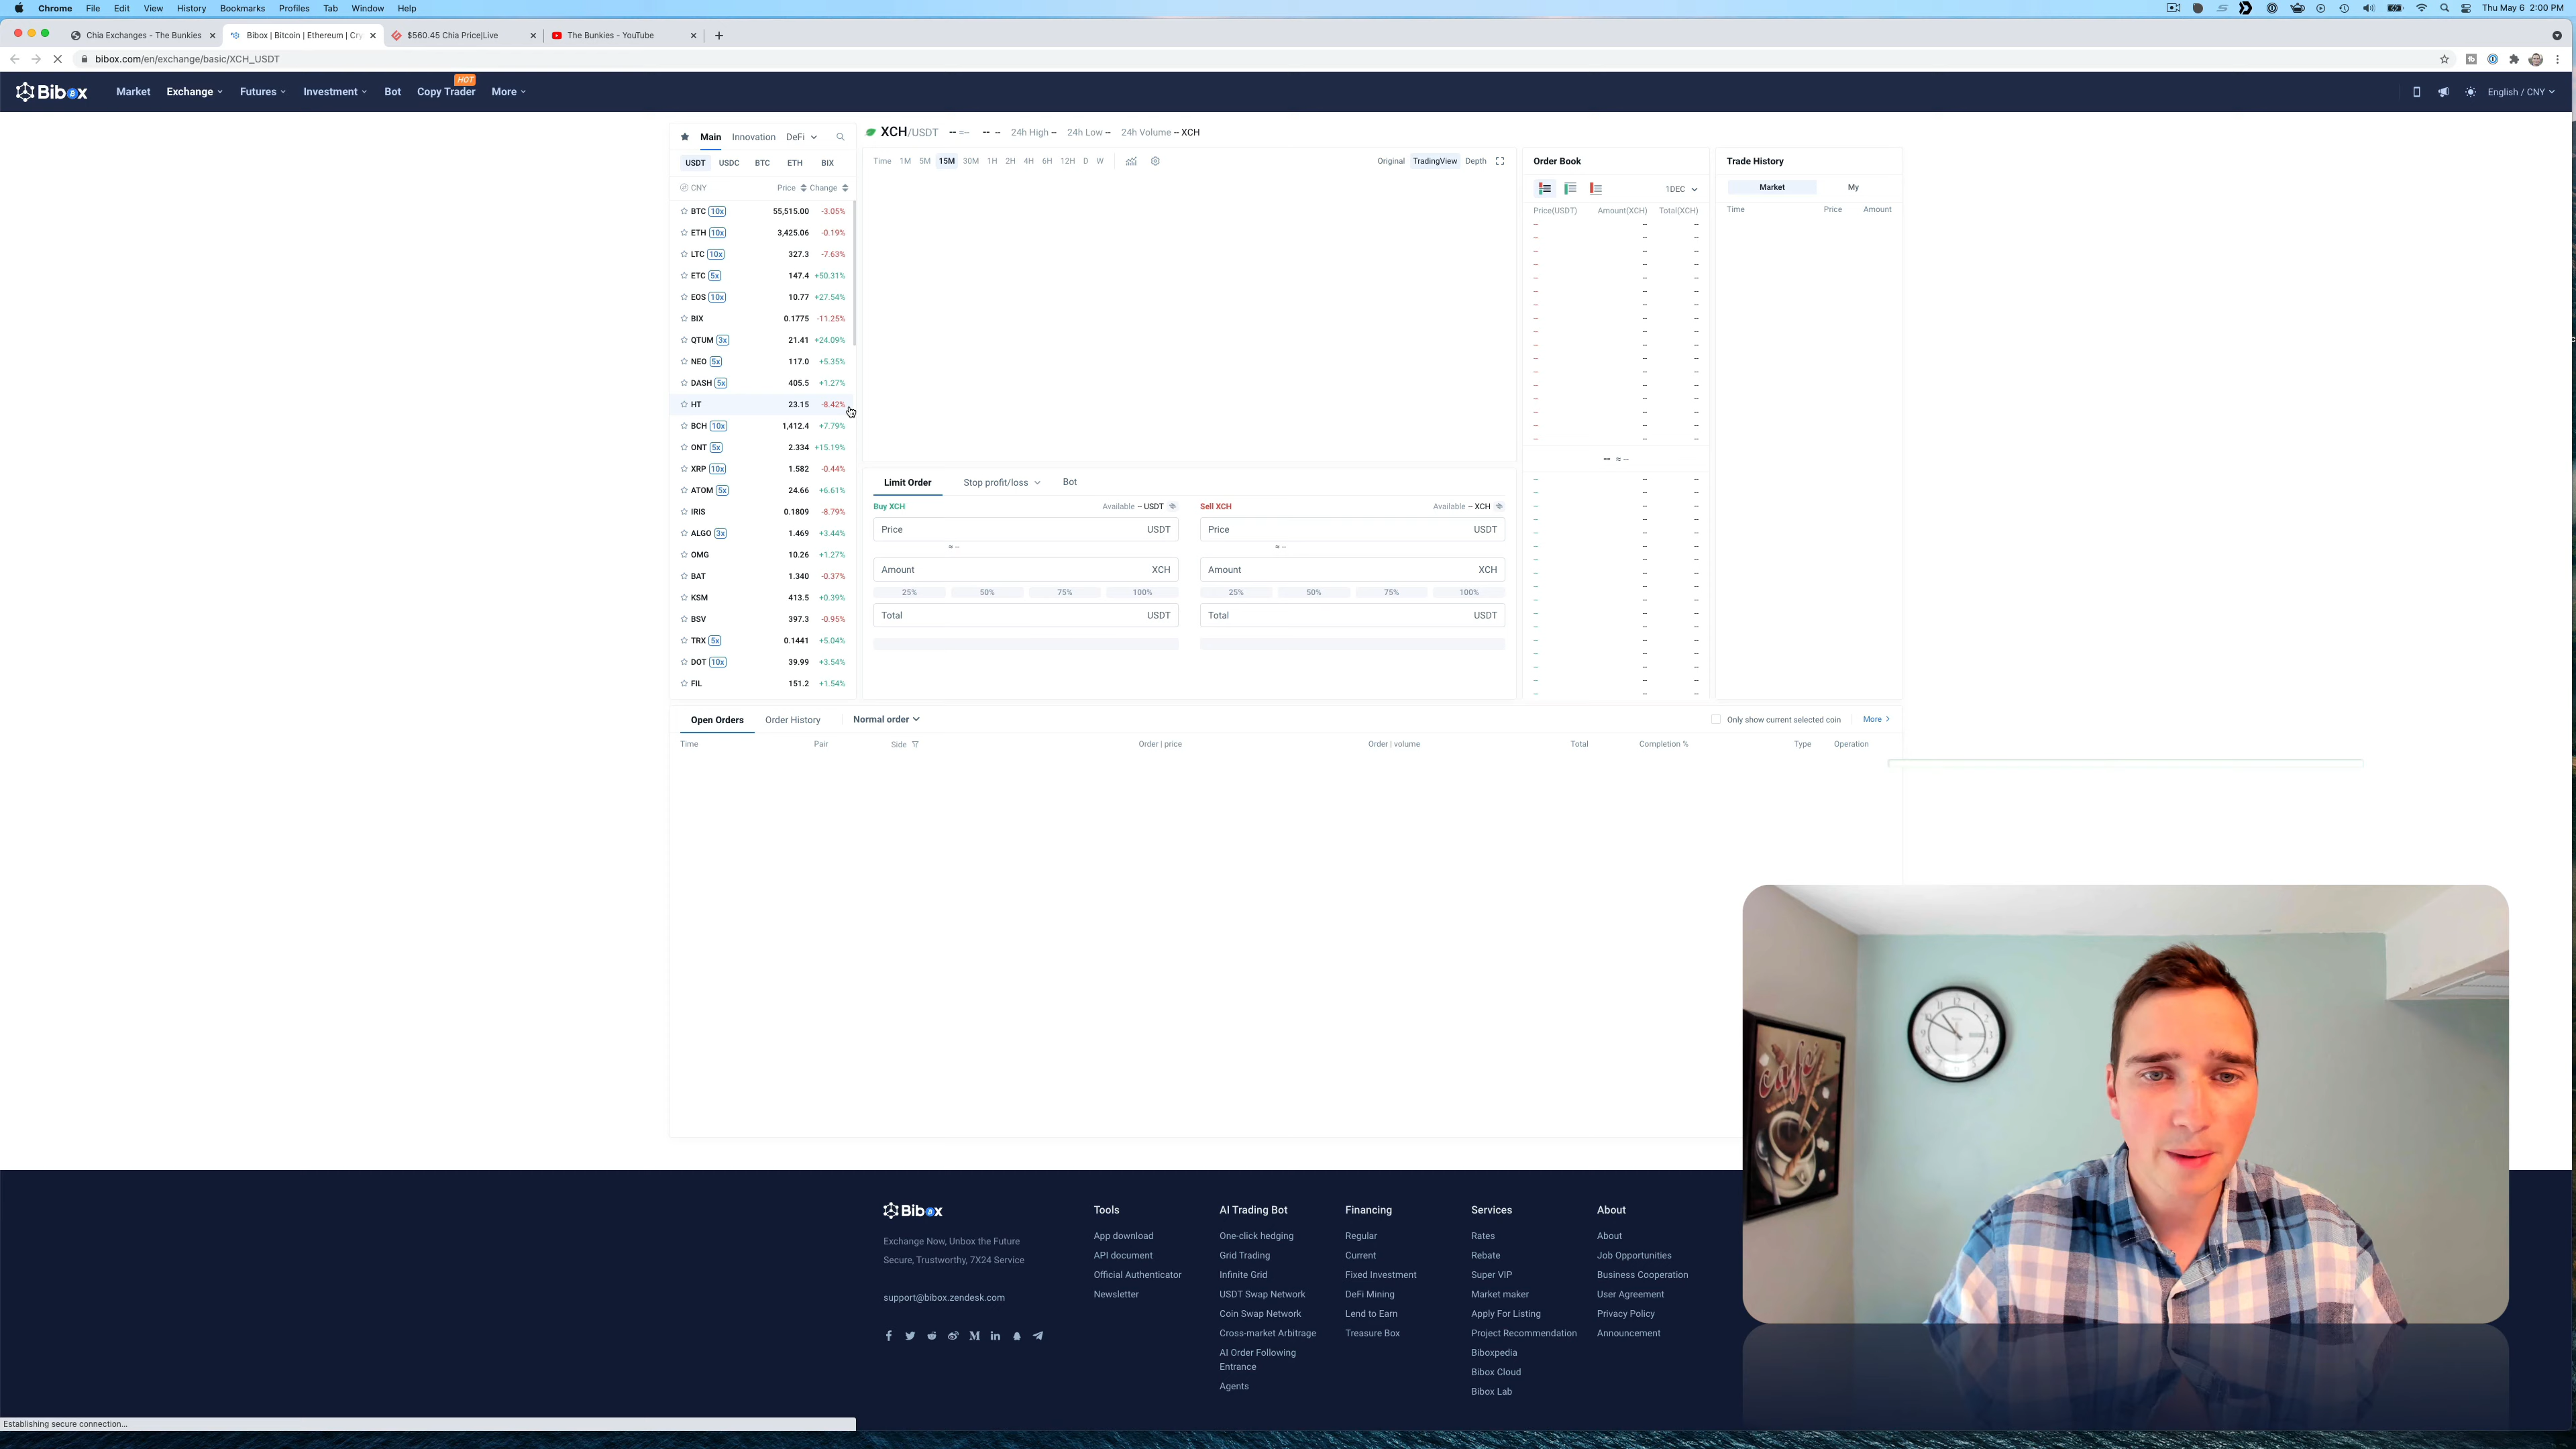 Chrome File Edit View History Bookmarks Profiles Tab Window Help Thu May 6 2:00 PM
Chia Exchanges - The Bunkies Bibox | Bitcoin | Ethereum | Cry $560.45 Chia Price|Live The Bunkies - YouTube
bibox.com/en/exchange/basic/XCH_USDT
Bibox Market Exchange Futures Investment Bot Copy Trader HOT More English / CNY
Main Innovation DeFi
USDT USDC BTC ETH BIX
CNY Price Change
BTC 10x 55,515.00 -3.05%
ETH 10x 3,425.06 -0.19%
LTC 10x 327.3 -7.63%
ETC 5x 147.4 +50.31%
EOS 10x 10.77 +27.54%
BIX 0.1775 -11.25%
QTUM 3x 21.41 +24.09%
NEO 5x 117.0 +5.35%
DASH 5x 405.5 +1.27%
HT 23.15 -8.42%
BCH 10x 1,412.4 +7.79%
ONT 5x 2.334 +15.19%
XRP 10x 1.582 -0.44%
ATOM 5x 24.66 +6.61%
IRIS 0.1809 -8.79%
ALGO 3x 1.469 +3.44%
OMG 10.26 +1.27%
BAT 1.340 -0.37%
KSM 413.5 +0.39%
BSV 397.3 -0.95%
TRX 5x 0.1441 +5.04%
DOT 10x 39.99 +3.54%
FIL 151.2 +1.54%
XCH/USDT -- ≈-- -- -- 24h High -- 24h Low -- 24h Volume -- XCH
Time 1M 5M 15M 30M 1H 2H 4H 6H 12H D W Original TradingView Depth
Limit Order Stop profit/loss Bot
Buy XCH Available -- USDT Sell XCH Available -- XCH
Price USDT Price USDT
≈ -- ≈ --
Amount XCH Amount XCH
25% 50% 75% 100% 25% 50% 75% 100%
Total USDT Total USDT
Order Book
1DEC
Price(USDT) Amount(XCH) Total(XCH)
-- ≈ --
Trade History
Market My
Time Price Amount
Open Orders Order History Normal order Only show current selected coin More
Time Pair Side Order | price Order | volume Total Completion % Type Operation
cafe
Bibox
Exchange Now, Unbox the Future
Secure, Trustworthy, 7X24 Service
support@bibox.zendesk.com
Tools
App download
API document
Official Authenticator
Newsletter
AI Trading Bot
One-click hedging
Grid Trading
Infinite Grid
USDT Swap Network
Coin Swap Network
Cross-market Arbitrage
AI Order Following
Entrance
Agents
Financing
Regular
Current
Fixed Investment
DeFi Mining
Lend to Earn
Treasure Box
Services
Rates
Rebate
Super VIP
Market maker
Apply For Listing
Project Recommendation
Biboxpedia
Bibox Cloud
Bibox Lab
About
About
Job Opportunities
Business Cooperation
User Agreement
Privacy Policy
Announcement
Establishing secure connection...